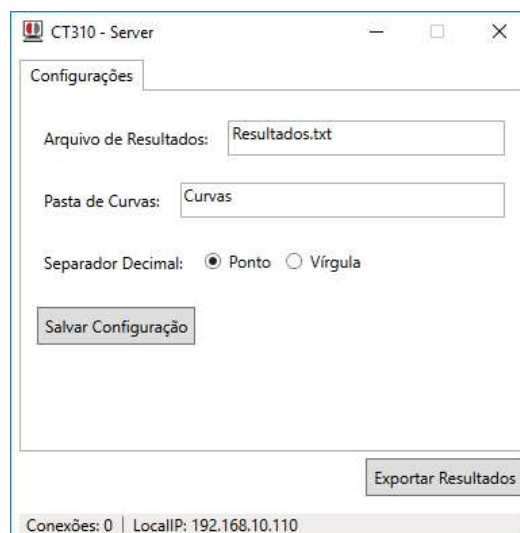 CT310 - Server
Configurações
Arquivo de Resultados: Resultados.txt
Pasta de Curvas: Curvas
Separador Decimal: Ponto Vírgula
Salvar Configuração
Exportar Resultados
Conexões: 0 | LocalIP: 192.168.10.110